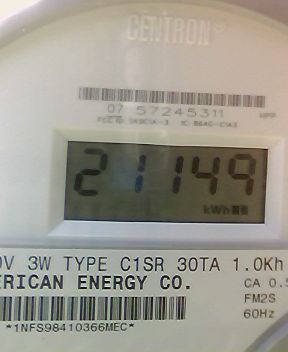 CENTRON®
07 57245311
21149
kWh
0V 3W TYPE C1SR 30TA 1.0Kh
ERICAN ENERGY CO.
CA 0.5
FM2S
60Hz
*1NFS98410366MEC*